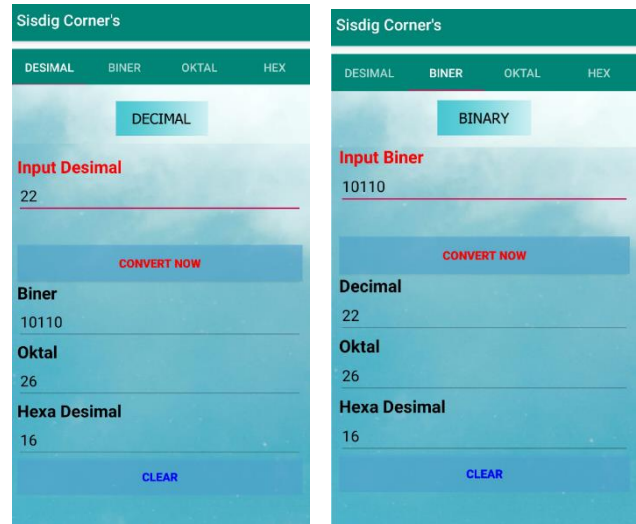 Sisdig Corner's
DESIMAL BINER OKTAL HEX
DECIMAL
Input Desimal
22
CONVERT NOW
Biner
10110
Oktal
26
Hexa Desimal
16
CLEAR
Sisdig Corner's
DESIMAL BINER OKTAL HEX
BINARY
Input Biner
10110
CONVERT NOW
Decimal
22
Oktal
26
Hexa Desimal
16
CLEAR